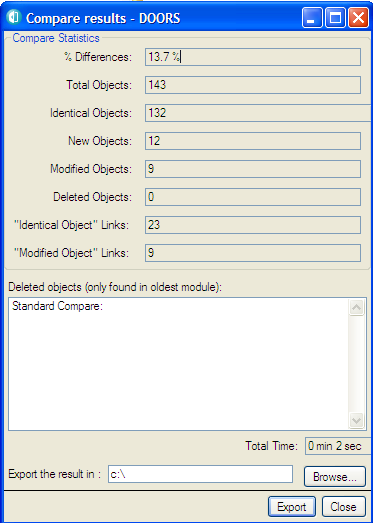 Compare results - DOORS
Compare Statistics
% Differences: 13.7 %
Total Objects: 143
Identical Objects: 132
New Objects: 12
Modified Objects: 9
Deleted Objects: 0
"Identical Object" Links: 23
"Modified Object" Links: 9
Deleted objects (only found in oldest module):
Standard Compare:
Total Time: 0 min 2 sec
Export the result in : c:\
Browse...
Export Close